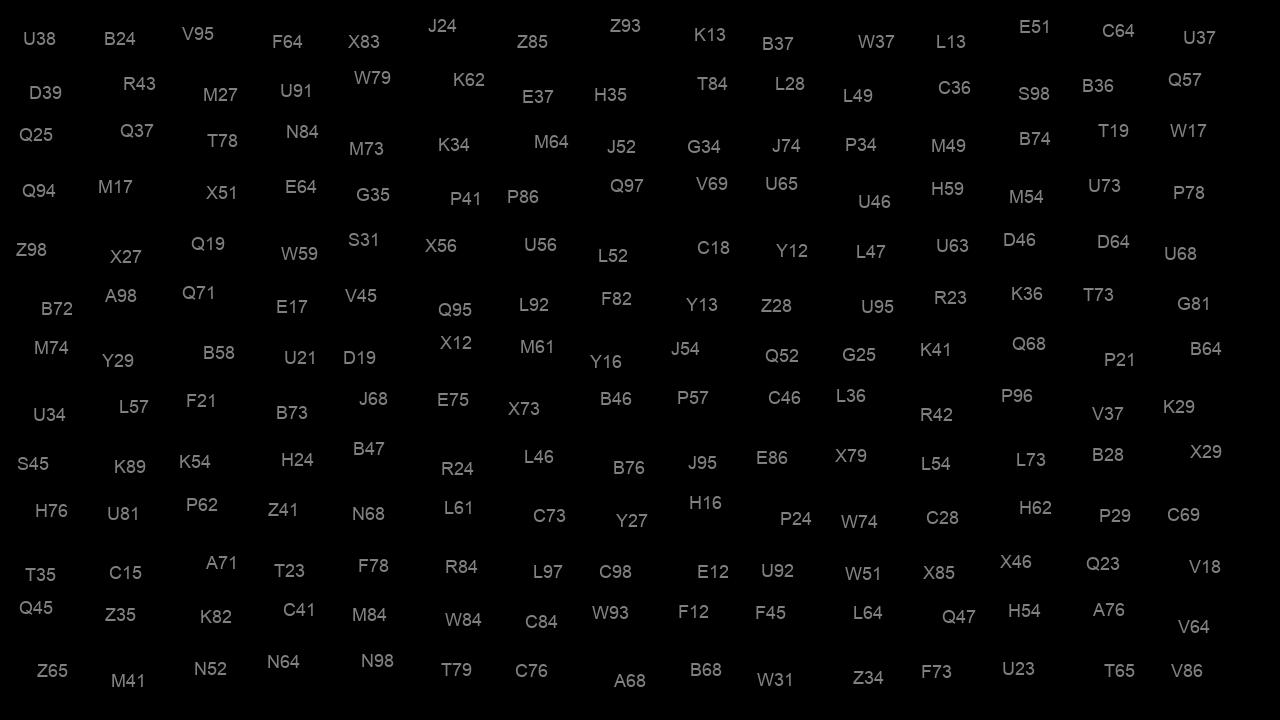 U38 B24 V95 F64 X83 J24 Z85 Z93 K13 B37 W37 L13 E51 C64 U37
D39 R43 M27 U91 W79 K62 E37 H35 T84 L28 L49 C36 S98 B36 Q57
Q25 Q37 T78 N84 M73 K34 M64 J52 G34 J74 P34 M49 B74 T19 W17
Q94 M17 X51 E64 G35 P41 P86 Q97 V69 U65 U46 H59 M54 U73 P78
Z98 X27 Q19 W59 S31 X56 U56 L52 C18 Y12 L47 U63 D46 D64 U68
B72 A98 Q71 E17 V45 Q95 L92 F82 Y13 Z28 U95 R23 K36 T73 G81
M74 Y29 B58 U21 D19 X12 M61 Y16 J54 Q52 G25 K41 Q68 P21 B64
U34 L57 F21 B73 J68 E75 X73 B46 P57 C46 L36 R42 P96 V37 K29
S45 K89 K54 H24 B47 R24 L46 B76 J95 E86 X79 L54 L73 B28 X29
H76 U81 P62 Z41 N68 L61 C73 Y27 H16 P24 W74 C28 H62 P29 C69
T35 C15 A71 T23 F78 R84 L97 C98 E12 U92 W51 X85 X46 Q23 V18
Q45 Z35 K82 C41 M84 W84 C84 W93 F12 F45 L64 Q47 H54 A76 V64
Z65 M41 N52 N64 N98 T79 C76 A68 B68 W31 Z34 F73 U23 T65 V86